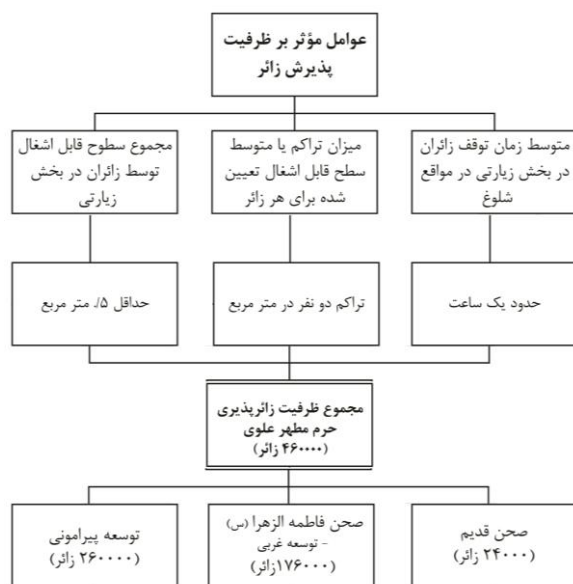 عوامل مؤثر بر ظرفیت
پذیرش زائر
متوسط زمان توقف زائران
در بخش زیارتی در مواقع
شلوغ
میزان تراکم یا متوسط
سطح قابل اشغال تعیین
شده برای هر زائر
مجموع سطوح قابل اشغال
توسط زائران در بخش
زیارتی
حدود یک ساعت
تراکم دو نفر در متر مربع
حداقل ۵/. متر مربع
مجموع ظرفیت زائرپذیری
حرم مطهر علوی
(۴۶۰۰۰۰ زائر)
صحن قدیم
(۲۴۰۰۰ زائر)
صحن فاطمه الزهرا (س)
- توسعه غربی
(۱۷۶۰۰۰زائر)
توسعه پیرامونی
(۲۶۰۰۰۰ زائر)